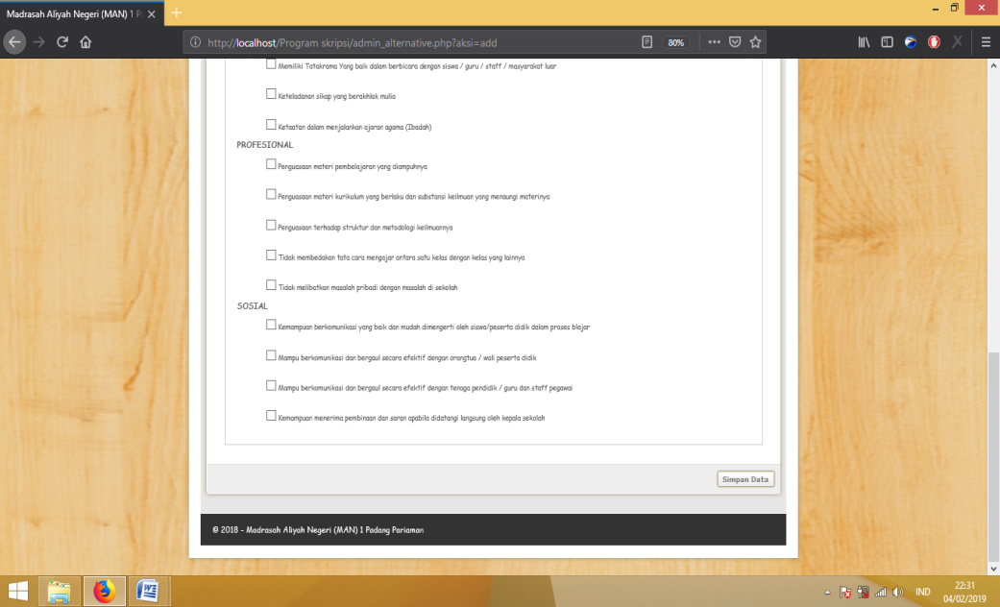 Madrasah Aliyah Negeri (MAN) 1 P
http://localhost/Program skripsi/admin_alternative.php?aksi=add
80%
Memiliki Tatakrama Yang baik dalam berbicara dengan siswa / guru / staff / masyarakat luar
Keteladanan sikap yang berakhlak mulia
Ketaatan dalam menjalankan ajaran agama (Ibadah)
PROFESIONAL
Penguasaan materi pembelajaran yang diampuhnya
Penguasaan materi kurikulum yang berlaku dan substansi keilmuan yang menaungi materinya
Penguasaan terhadap struktur dan metodologi keilmuannya
Tidak membedakan tata cara mengajar antara satu kelas dengan kelas yang lainnya
Tidak melibatkan masalah pribadi dengan masalah di sekolah
SOSIAL
Kemampuan berkomunikasi yang baik dan mudah dimengerti oleh siswa/peserta didik dalam proses blajar
Mampu berkomunikasi dan bergaul secara efektif dengan orangtua / wali peserta didik
Mampu berkomunikasi dan bergaul secara efektif dengan tenaga pendidik / guru dan staff pegawai
Kemampuan menerima pembinaan dan saran apabila didatangi langsung oleh kepala sekolah
Simpan Data
© 2018 - Madrasah Aliyah Negeri (MAN) 1 Padang Pariaman
IND
22:31
04/02/2019